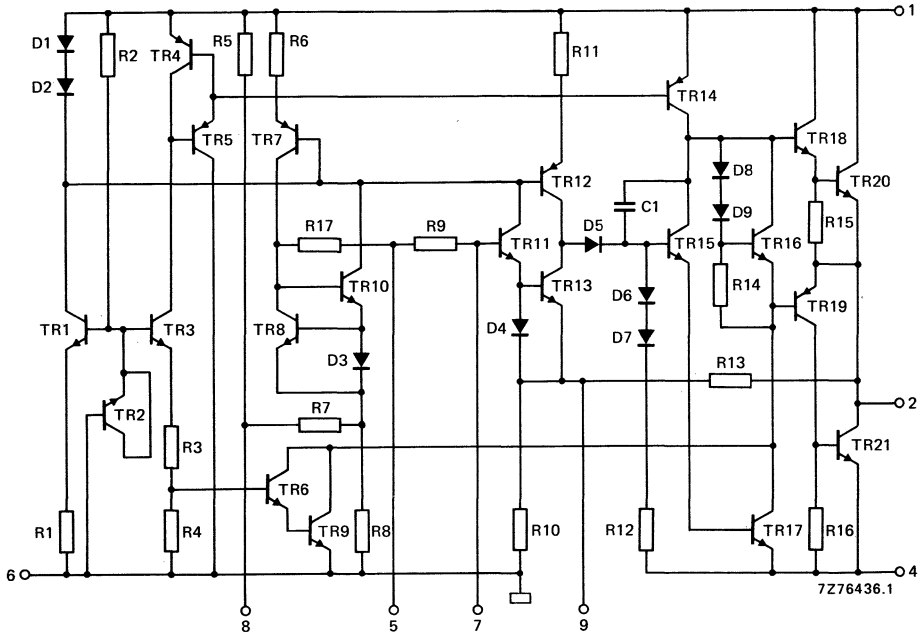 1
D1
R2
TR4
R5
R6
R11
D2
TR14
TR5
TR7
TR18
D8
TR20
TR12
C1
D9
R15
R17
R9
D5
TR11
TR15
TR16
TR10
TR13
R14
TR19
D6
TR1
TR3
TR8
D4
D3
D7
R13
TR2
2
R7
R3
TR21
TR6
R1
R4
TR9
R8
R10
R12
TR17
R16
6
4
7Z76436.1
8
5
7
9